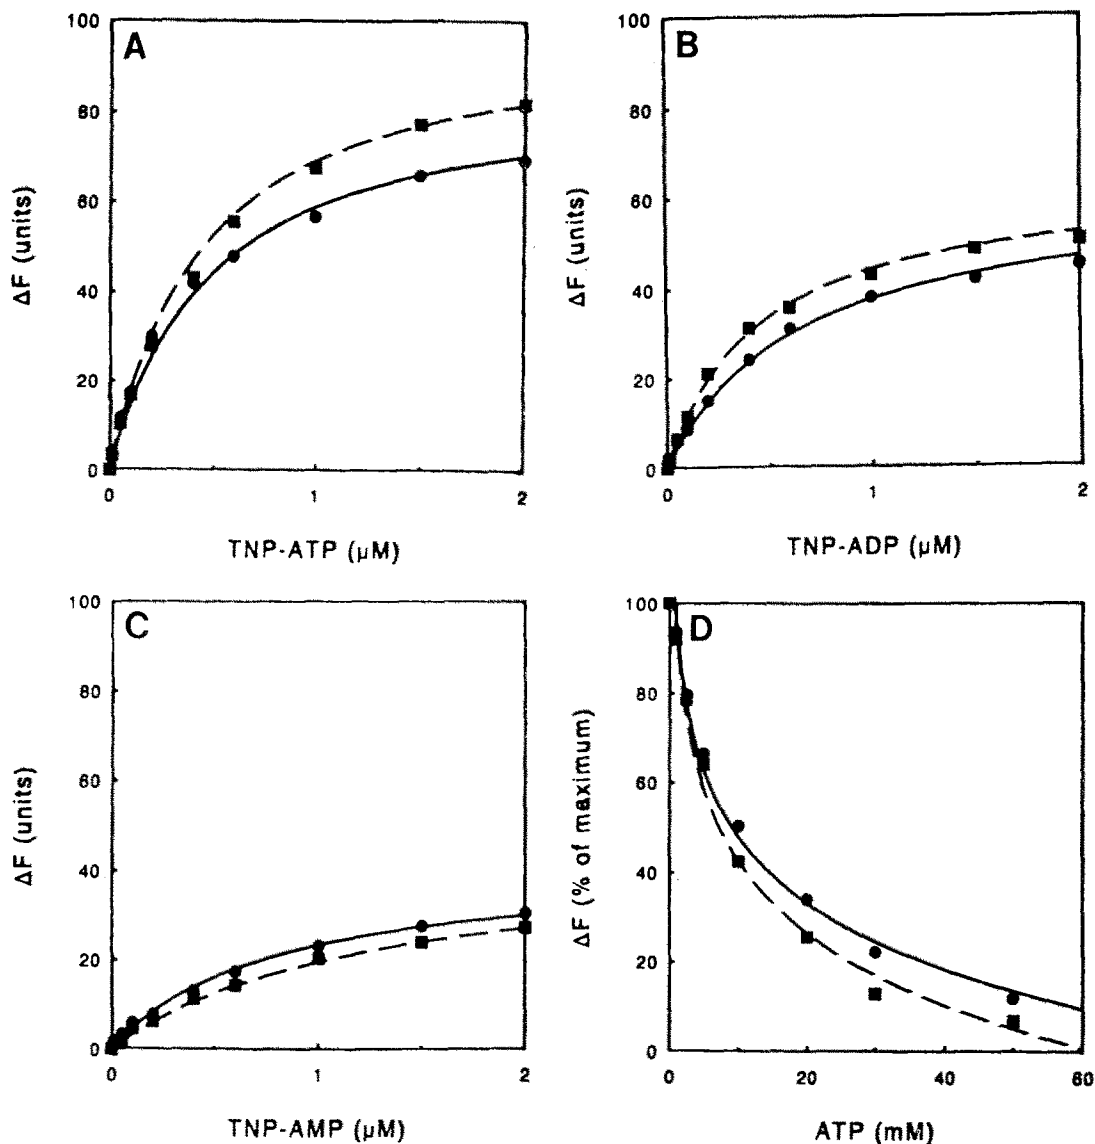 A
100
80
60
40
20
0
ΔF (units)
0 1 2
TNP-ATP (μM)
B
100
80
60
40
20
0
ΔF (units)
0 1 2
TNP-ADP (μM)
C
100
80
60
40
20
0
ΔF (units)
0 1 2
TNP-AMP (μM)
D
100
80
60
40
20
0
ΔF (% of maximum)
0 20 40 60
ATP (mM)